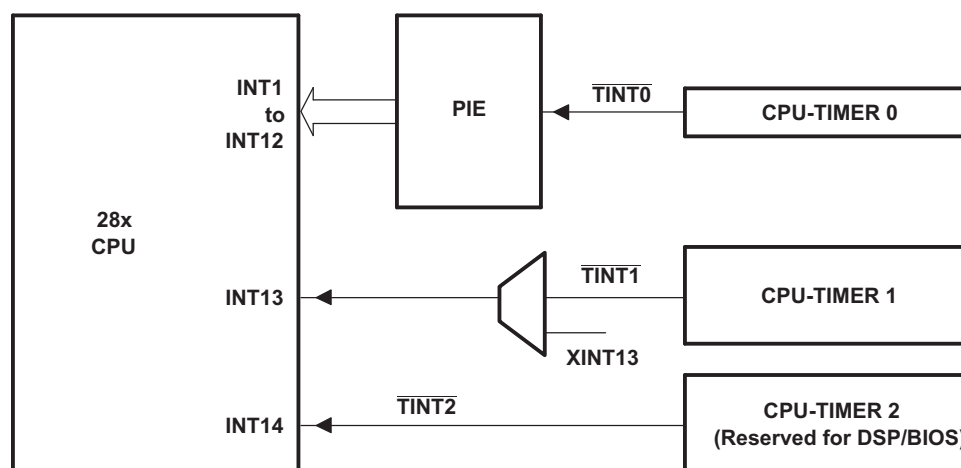 INT1
to
INT12
PIE
TINT0
CPU-TIMER 0
28x
CPU
INT13
TINT1
CPU-TIMER 1
XINT13
INT14
TINT2
CPU-TIMER 2
(Reserved for DSP/BIOS)